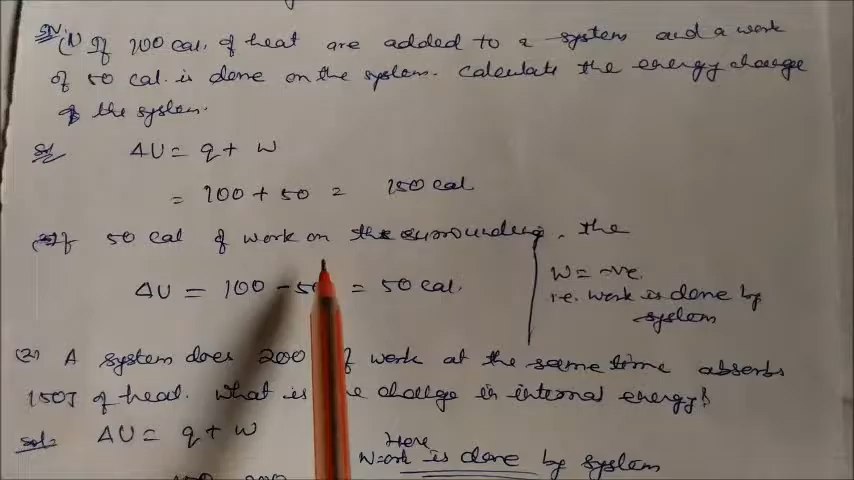 (1) If 100 cal. of heat are added to a system and a work
of 50 cal. is done on the system. Calculate the energy change
of the system.
Sol ΔU = q + w
= 100 + 50 = 150 cal
If 50 cal of work on the surrounding, the
ΔU = 100 - 50 = 50 cal.
W = -ve.
i.e. work is done by
system
(2) A system does 200 of work at the same time absorbs
150J of heat. What is the change in internal energy?
Sol= ΔU = q + w
Here
Work is done by system